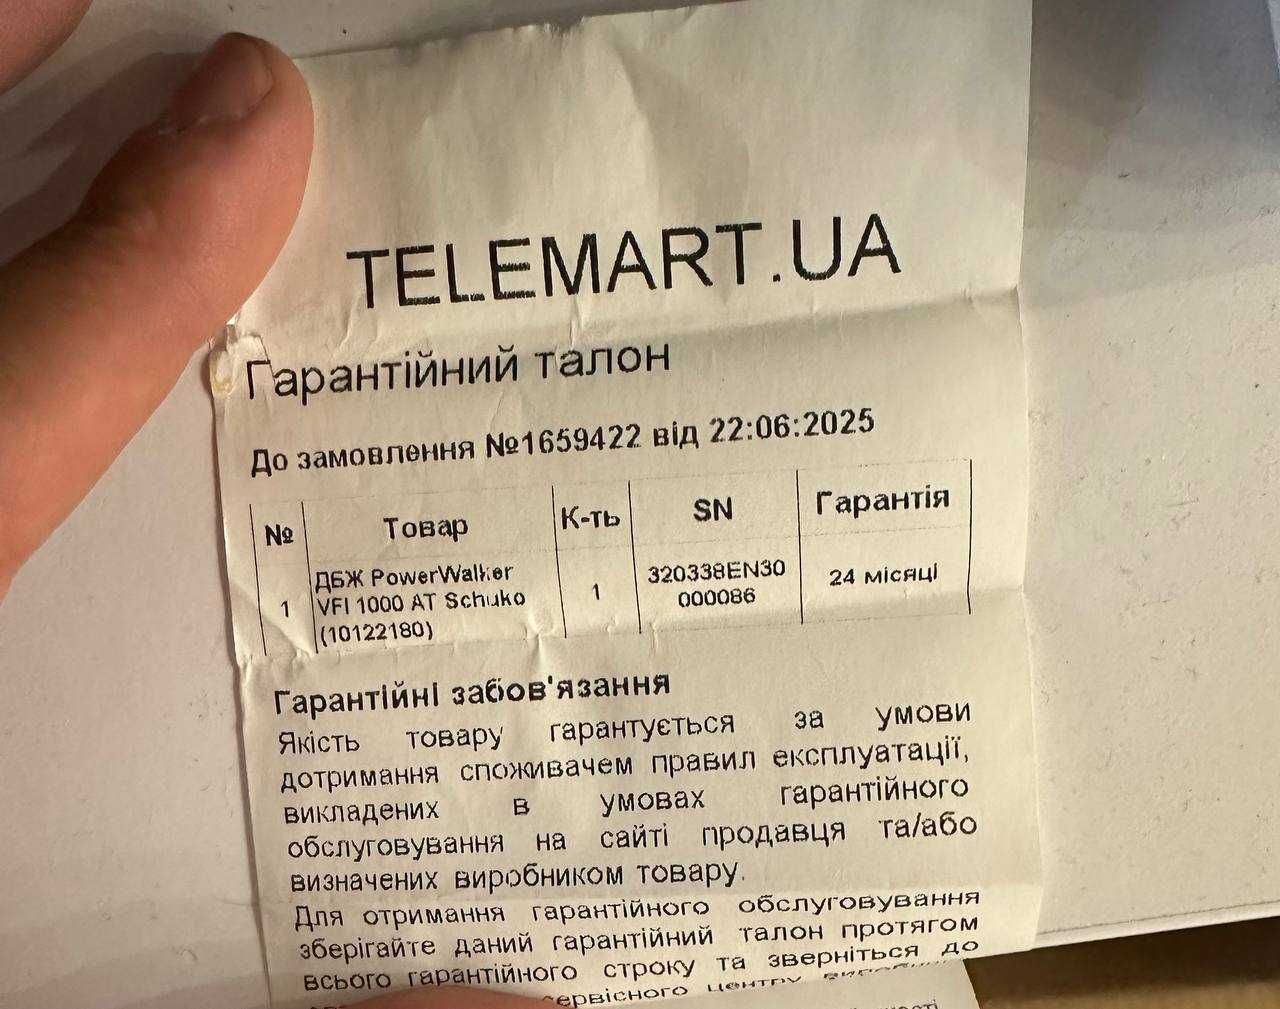 TELEMART.UA
Гарантійний талон
До замовлення №1659422 від 22:06:2025
№ Товар К-ть SN Гарантія
1 ДБЖ PowerWalker VFI 1000 AT Schuko (10122180) 1 320338EN30 000086 24 місяці
Гарантійні забов'язання
Якість товару гарантується за умови
дотримання споживачем правил експлуатації,
викладених в умовах гарантійного
обслуговування на сайті продавця та/або
визначених виробником товару.
Для отримання гарантійного обслуговування
зберігайте даний гарантійний талон протягом
всього гарантійного строку та зверніться до
сервісного центру